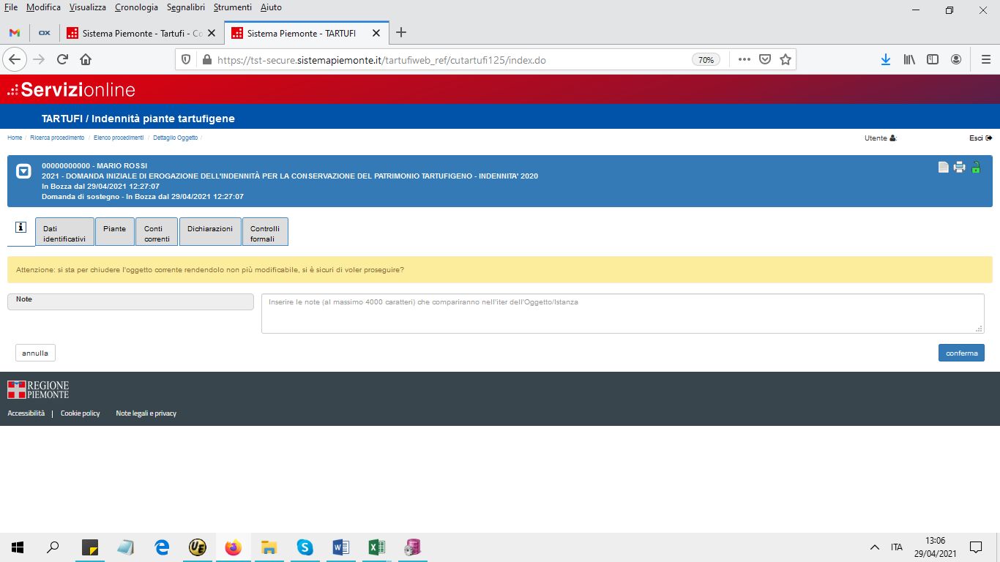 File Modifica Visualizza Cronologia Segnalibri Strumenti Aiuto
M OX Sistema Piemonte - Tartufi - Co Sistema Piemonte - TARTUFI
https://tst-secure.sistemapiemonte.it/tartufiweb_ref/cutartufi125/index.do 70%
Servizionline
TARTUFI / Indennità piante tartufigene
Home / Ricerca procedimento / Elenco procedimenti / Dettaglio Oggetto / Utente : Esci
00000000000 - MARIO ROSSI
2021 - DOMANDA INIZIALE DI EROGAZIONE DELL'INDENNITÀ PER LA CONSERVAZIONE DEL PATRIMONIO TARTUFIGENO - INDENNITA' 2020
In Bozza dal 29/04/2021 12:27:07
Domanda di sostegno - In Bozza dal 29/04/2021 12:27:07
i Dati identificativi Piante Conti correnti Dichiarazioni Controlli formali
Attenzione: si sta per chiudere l'oggetto corrente rendendolo non più modificabile, si è sicuri di voler proseguire?
Note Inserire le note (al massimo 4000 caratteri) che compariranno nell'iter dell'Oggetto/Istanza
annulla conferma
REGIONE
PIEMONTE
Accessibilità | Cookie policy Note legali e privacy
UE S W X ITA 13:06
29/04/2021